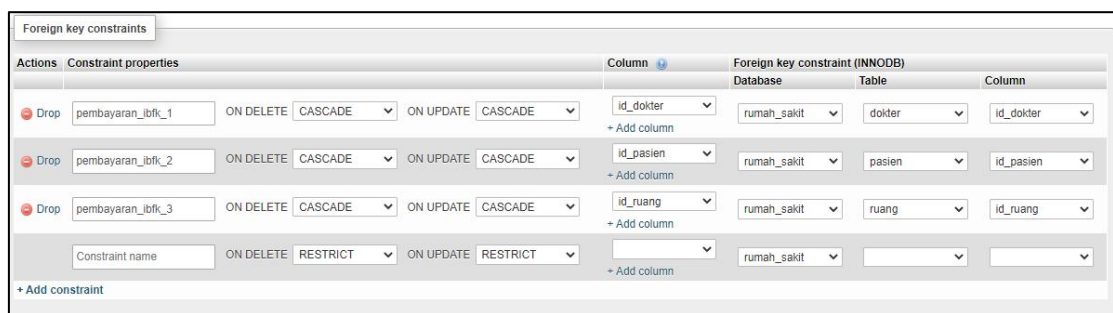 Foreign key constraints
Actions Constraint properties Column Foreign key constraint (INNODB)
Database Table Column
Drop pembayaran_ibfk_1 ON DELETE CASCADE ON UPDATE CASCADE id_dokter rumah_sakit dokter id_dokter
+ Add column
Drop pembayaran_ibfk_2 ON DELETE CASCADE ON UPDATE CASCADE id_pasien rumah_sakit pasien id_pasien
+ Add column
Drop pembayaran_ibfk_3 ON DELETE CASCADE ON UPDATE CASCADE id_ruang rumah_sakit ruang id_ruang
+ Add column
Constraint name ON DELETE RESTRICT ON UPDATE RESTRICT rumah_sakit
+ Add column
+ Add constraint